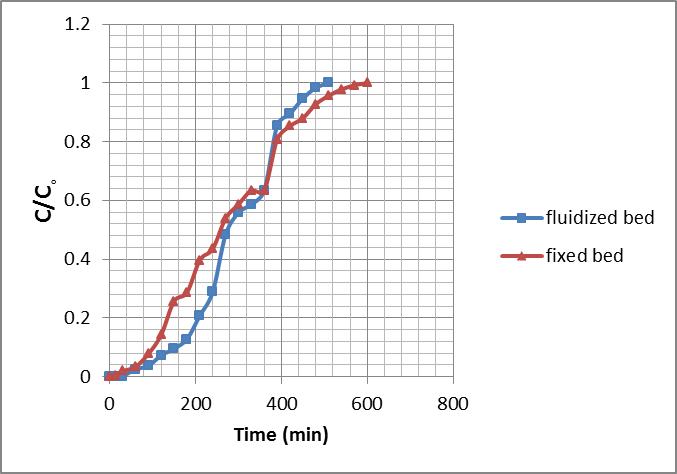 1.2
1
0.8
0.6
0.4
0.2
0
C/C。
0 200 400 600 800
Time (min)
fluidized bed
fixed bed